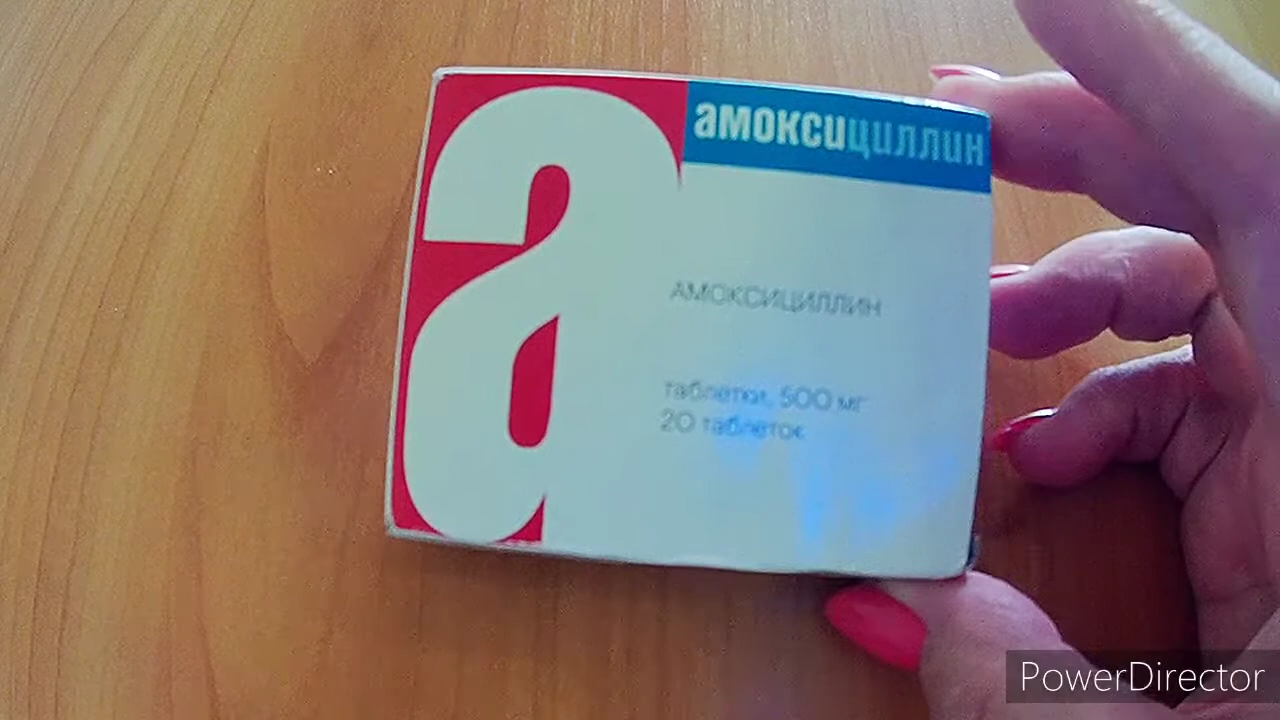 а
амоксициллин
АМОКСИЦИЛЛИН
таблетки, 500 мг
20 таблеток
PowerDirector